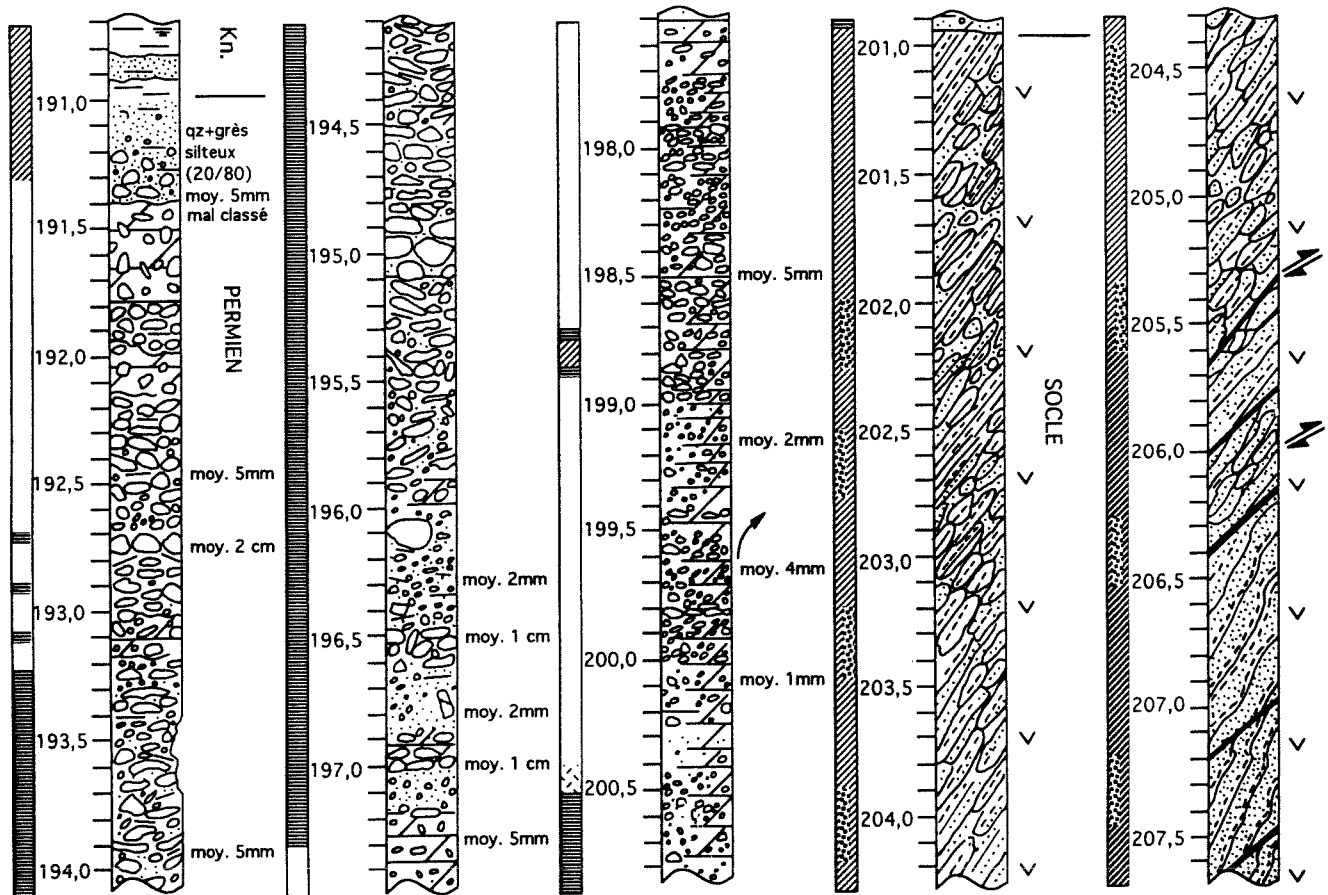 Kn.
191,0
qz+grès
silteux
(20/80)
moy. 5mm
mal classé
191,5
PERMIEN
192,0
moy. 5mm
192,5
moy. 2 cm
193,0
193,5
moy. 5mm
194,0
194,5
195,0
195,5
196,0
moy. 2mm
196,5
moy. 1 cm
moy. 2mm
197,0
moy. 1 cm
moy. 5mm
198,0
198,5
moy. 5mm
199,0
moy. 2mm
199,5
moy. 4mm
200,0
moy. 1mm
200,5
201,0
201,5
202,0
SOCLE
202,5
203,0
203,5
204,0
204,5
205,0
205,5
206,0
206,5
207,0
207,5